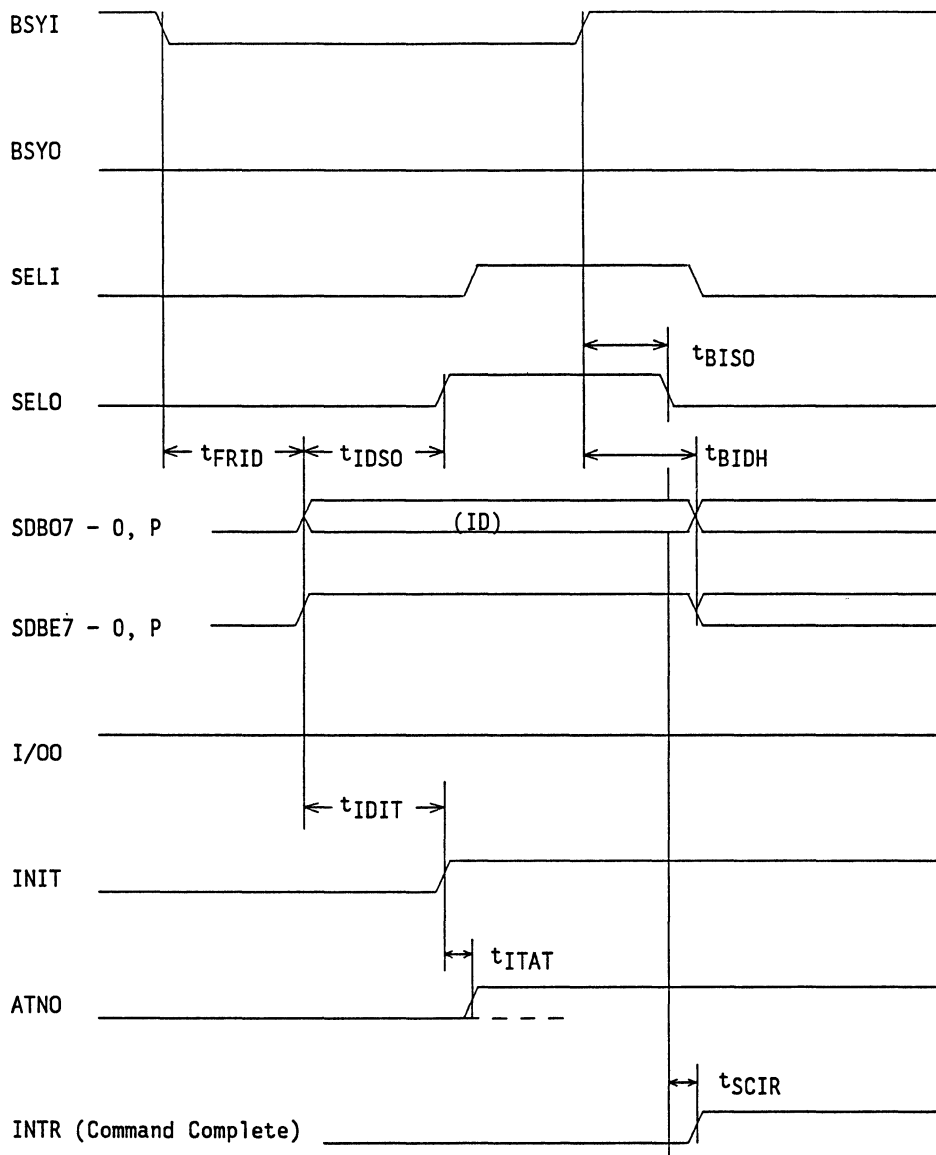 BSYI
BSYO
SELI
tBISO
SELO
tFRID tIDSO tBIDH
SDBO7 - 0, P (ID)
SDBE7 - 0, P
I/OO
tIDIT
INIT
tITAT
ATNO
tSCIR
INTR (Command Complete)